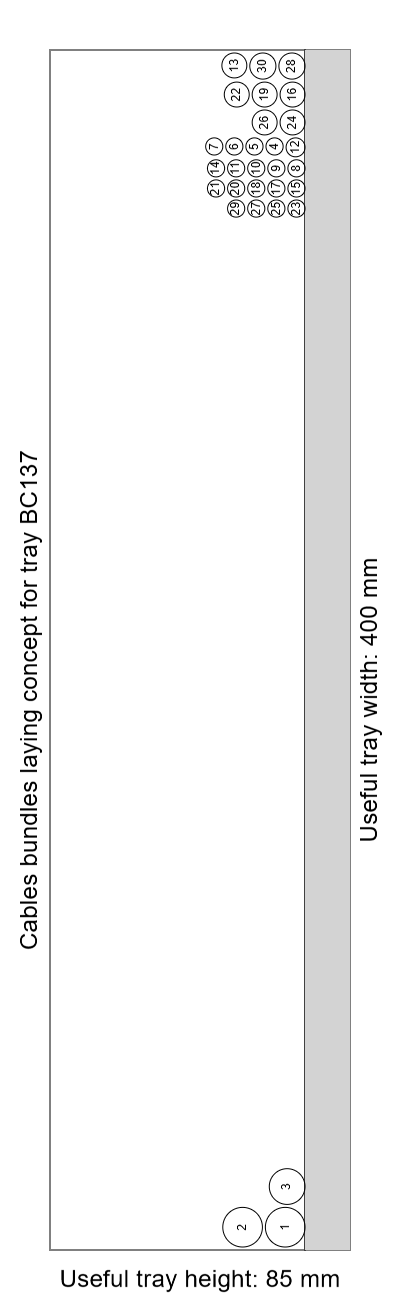 Cables bundles laying concept for tray BC137
13 30 28
22 19 16
26 24
7 6 5 4 12
14 11 10 9 8
21 20 18 17 15
29 27 25 23
Useful tray width: 400 mm
3
2 1
Useful tray height: 85 mm